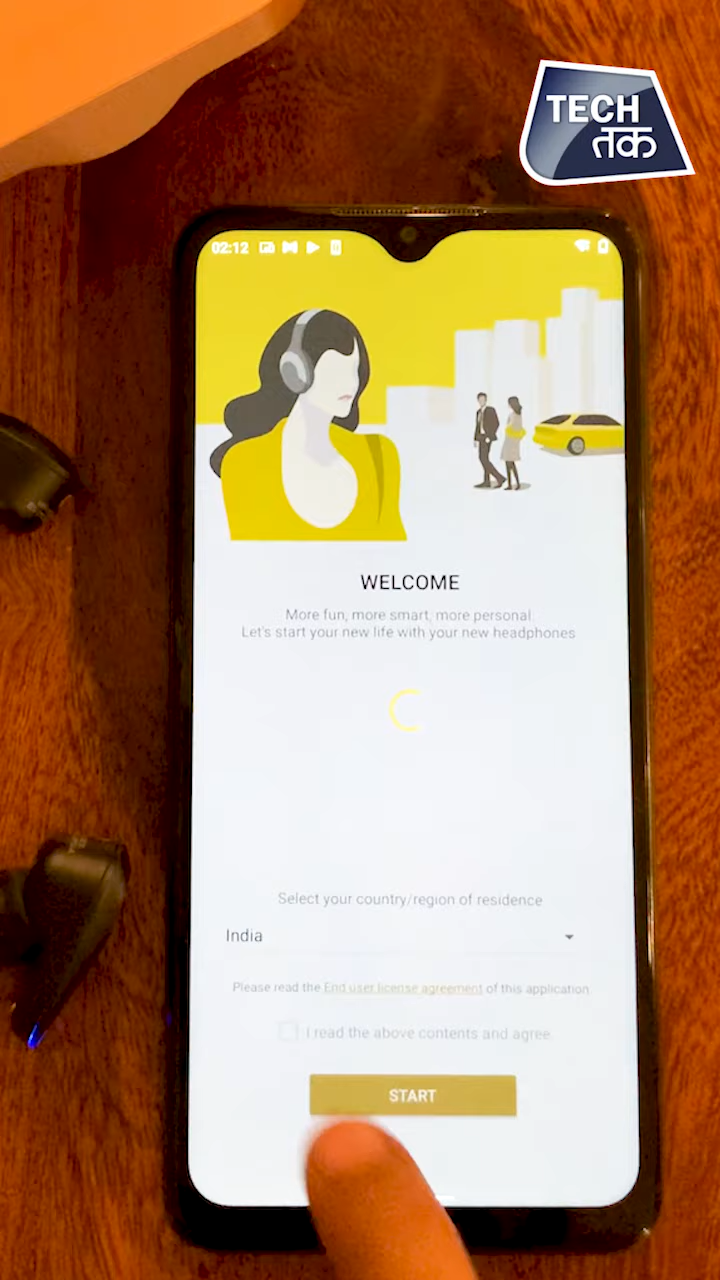 TECH
तक
02:12
WELCOME
More fun, more smart, more personal.
Let's start your new life with your new headphones
Select your country/region of residence
India
Please read the End user license agreement of this application.
I read the above contents and agree.
START